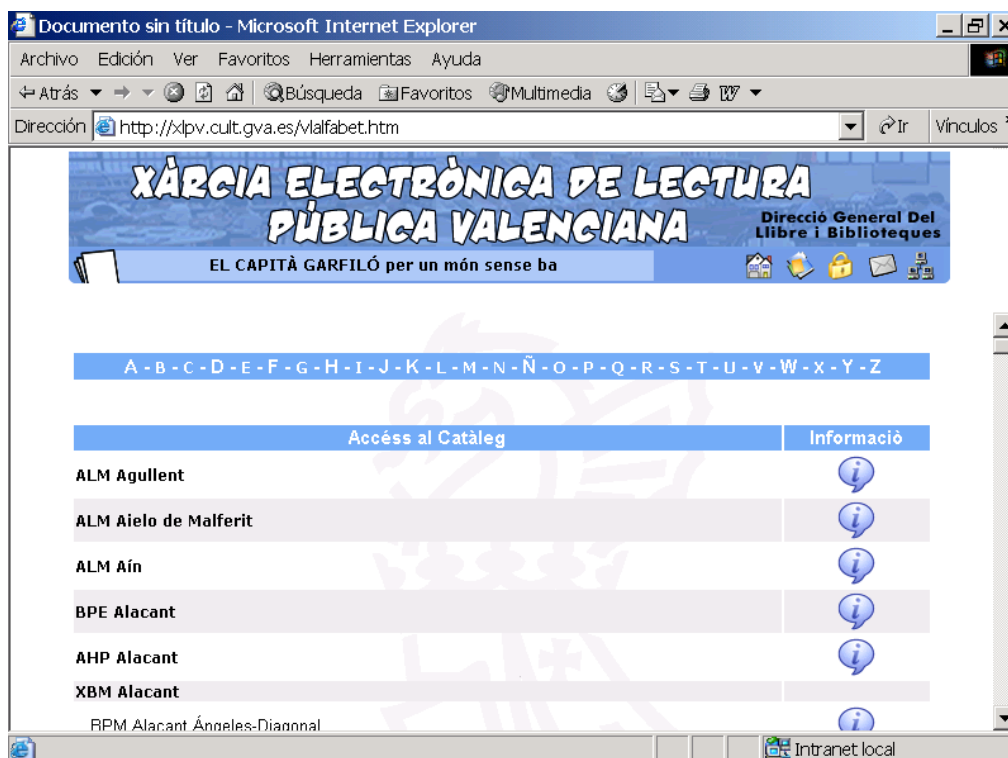 Documento sin título - Microsoft Internet Explorer
Archivo Edición Ver Favoritos Herramientas Ayuda
Atrás Búsqueda Favoritos Multimedia
Dirección http://xlpv.cult.gva.es/vlalfabet.htm Ir Vínculos
XÀRCIA ELECTRÒNICA DE LECTURA
PÚBLICA VALENCIANA
Direcció General Del
Llibre i Biblioteques
EL CAPITÀ GARFILÓ per un món sense ba
A - B - C - D - E - F - G - H - I - J - K - L - M - N - Ñ - O - P - Q - R - S - T - U - V - W - X - Y - Z
Accéss al Catàleg Informaciò
ALM Agullent
ALM Aielo de Malferit
ALM Aín
BPE Alacant
AHP Alacant
XBM Alacant
BPM Alacant Ángeles-Diagonal
Intranet local